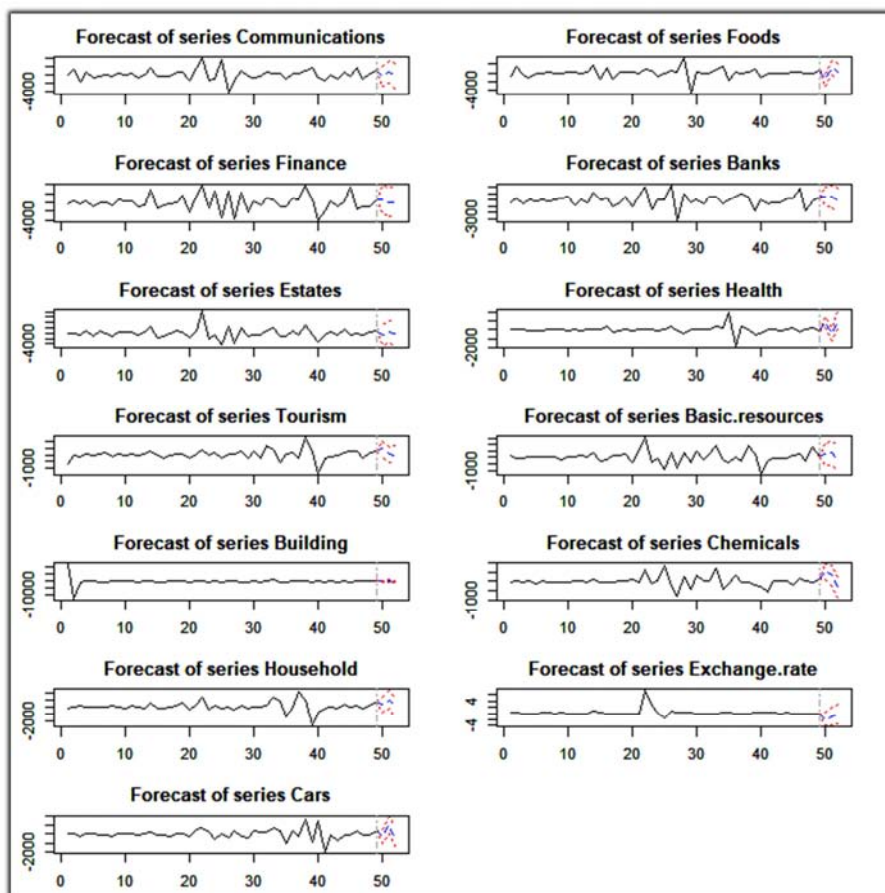 Forecast of series Communications
-4000
0 10 20 30 40 50
Forecast of series Foods
-4000
0 10 20 30 40 50
Forecast of series Finance
-4000
0 10 20 30 40 50
Forecast of series Banks
-3000
0 10 20 30 40 50
Forecast of series Estates
-4000
0 10 20 30 40 50
Forecast of series Health
-2000
0 10 20 30 40 50
Forecast of series Tourism
-1000
0 10 20 30 40 50
Forecast of series Basic.resources
-1000
0 10 20 30 40 50
Forecast of series Building
-10000
0 10 20 30 40 50
Forecast of series Chemicals
-1000
0 10 20 30 40 50
Forecast of series Household
-2000
0 10 20 30 40 50
Forecast of series Exchange.rate
-4 4
0 10 20 30 40 50
Forecast of series Cars
-2000
0 10 20 30 40 50